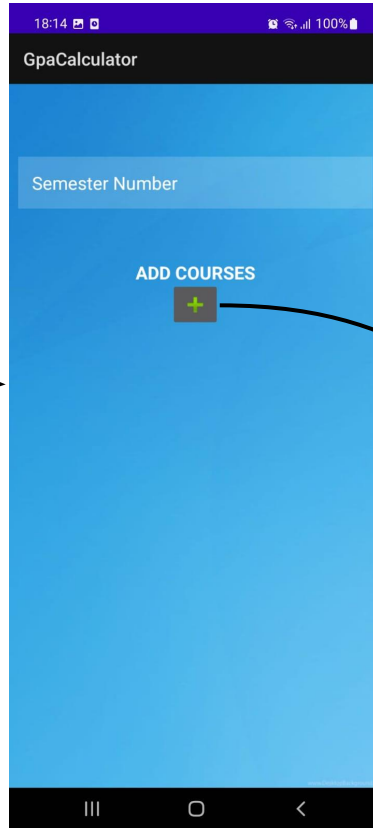 18:14 100%
GpaCalculator
Semester Number
ADD COURSES
+